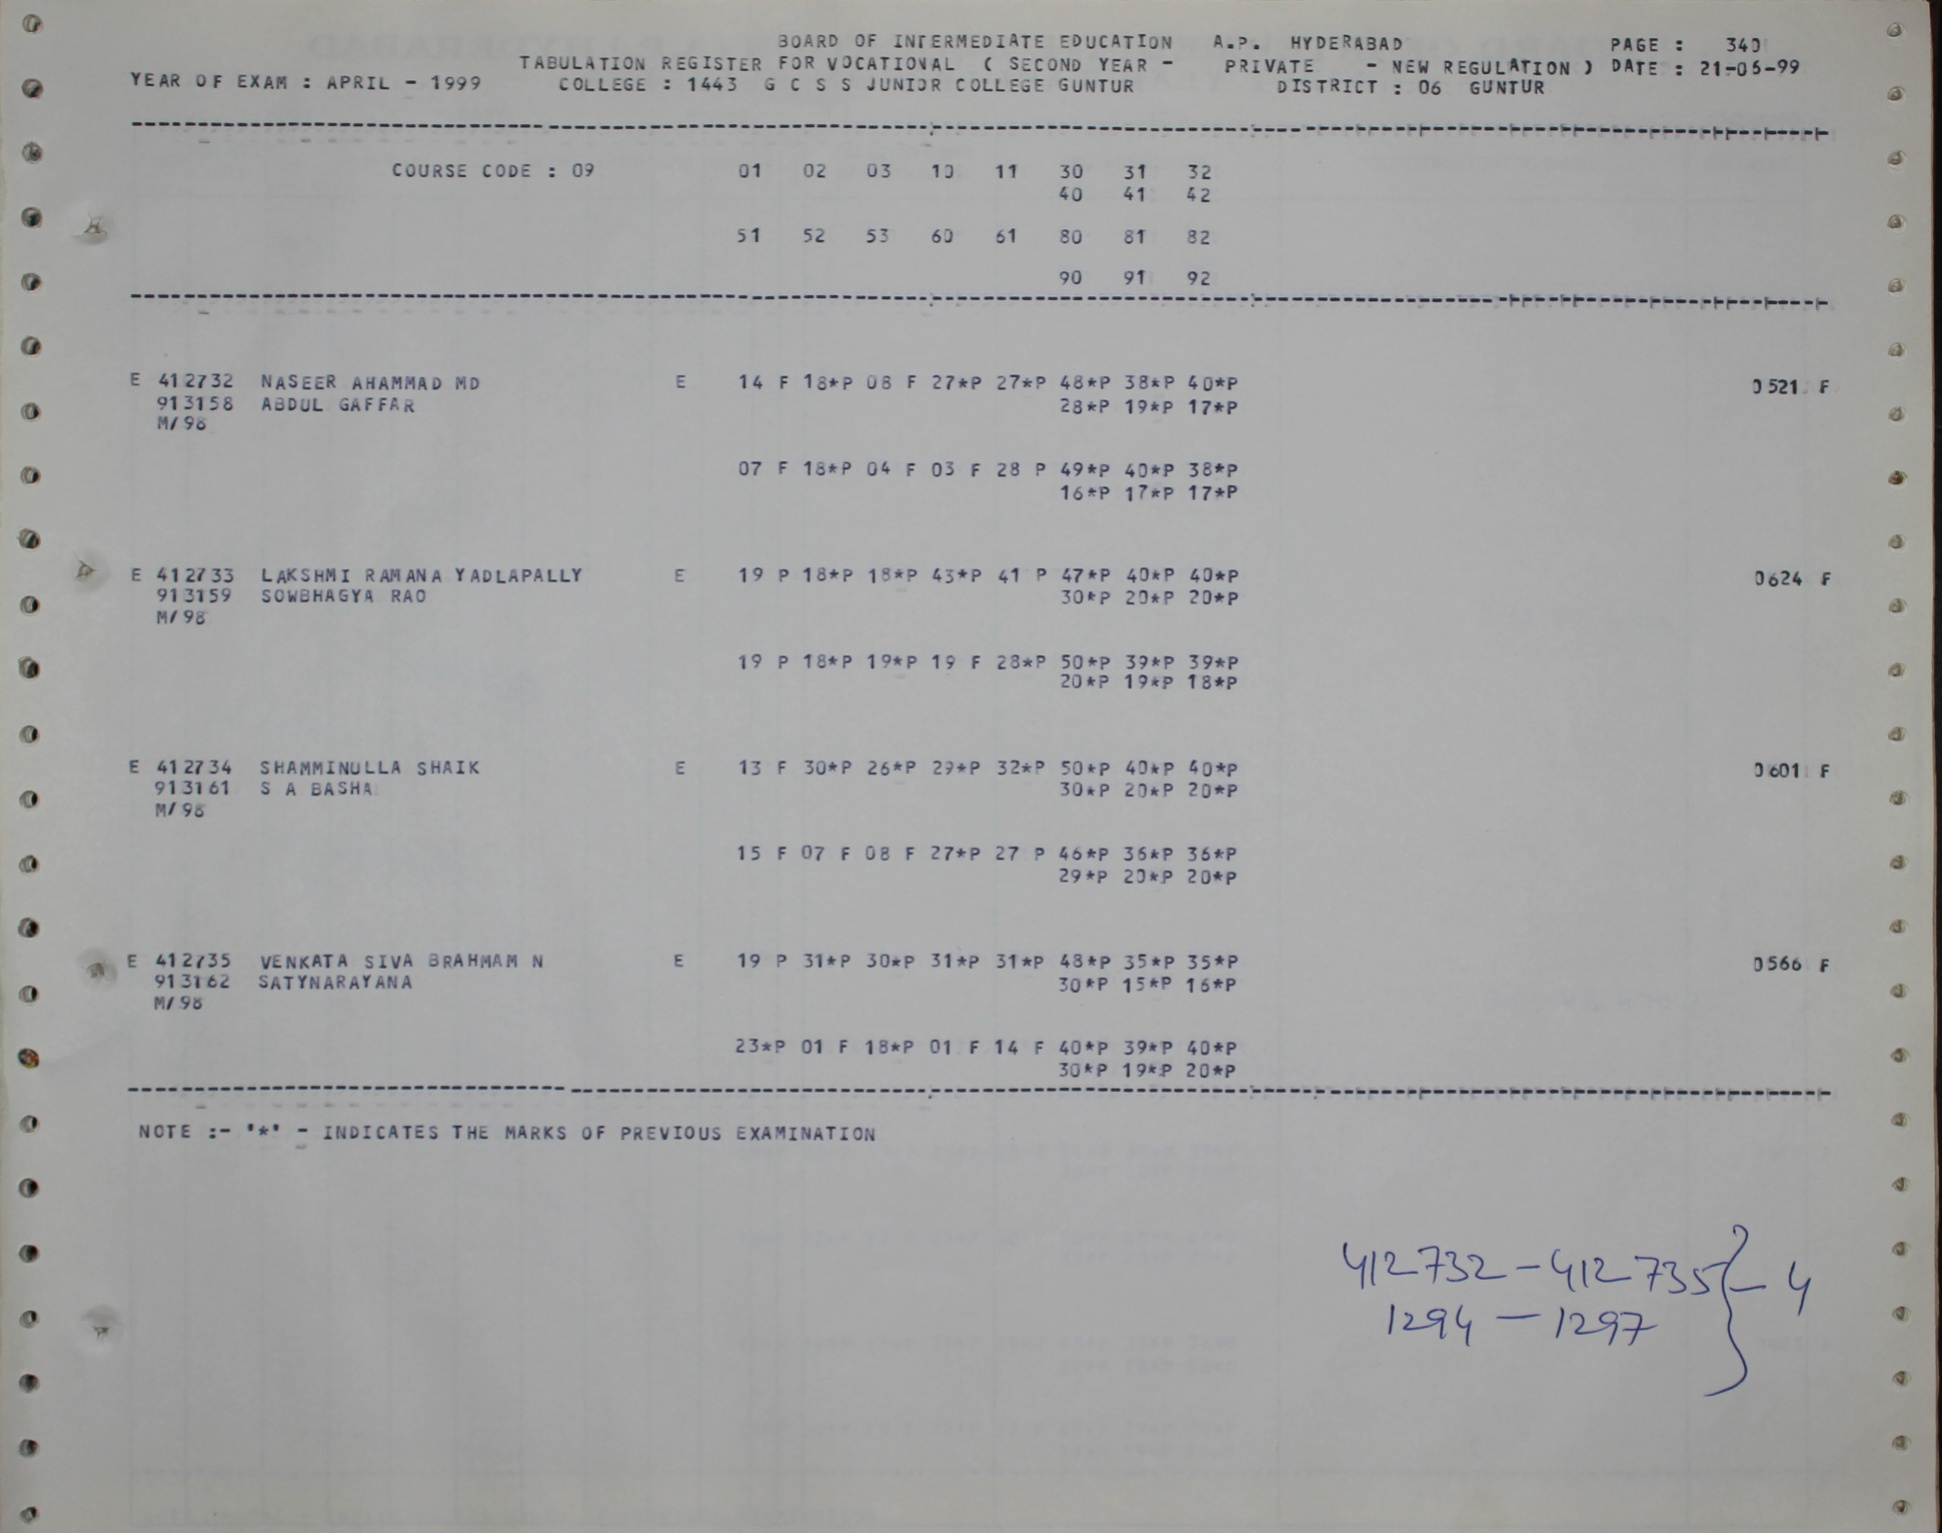 BOARD OF INTERMEDIATE EDUCATION A.P. HYDERABAD PAGE : 340
TABULATION REGISTER FOR VOCATIONAL ( SECOND YEAR - PRIVATE - NEW REGULATION ) DATE : 21-06-99
YEAR OF EXAM : APRIL - 1999 COLLEGE : 1443 G C S S JUNIOR COLLEGE GUNTUR DISTRICT : 06 GUNTUR
COURSE CODE : 09 01 02 03 10 11 30 31 32
40 41 42
51 52 53 60 61 80 81 82
90 91 92
E 412732 NASEER AHAMMAD MD E 14 F 18*P 08 F 27*P 27*P 48*P 38*P 40*P 0521 F
913158 ABDUL GAFFAR 28*P 19*P 17*P
M/98
07 F 18*P 04 F 03 F 28 P 49*P 40*P 38*P
16*P 17*P 17*P
E 412733 LAKSHMI RAMANA YADLAPALLY E 19 P 18*P 18*P 43*P 41 P 47*P 40*P 40*P 0624 F
913159 SOWBHAGYA RAO 30*P 20*P 20*P
M/98
19 P 18*P 19*P 19 F 28*P 50*P 39*P 39*P
20*P 19*P 18*P
E 412734 SHAMMINULLA SHAIK E 13 F 30*P 26*P 29*P 32*P 50*P 40*P 40*P 0601 F
913161 S A BASHA 30*P 20*P 20*P
M/98
15 F 07 F 08 F 27*P 27 P 46*P 36*P 36*P
29*P 20*P 20*P
E 412735 VENKATA SIVA BRAHMAM N E 19 P 31*P 30*P 31*P 31*P 48*P 35*P 35*P 0566 F
913162 SATYNARAYANA 30*P 15*P 16*P
M/98
23*P 01 F 18*P 01 F 14 F 40*P 39*P 40*P
30*P 19*P 20*P
NOTE :- '*' - INDICATES THE MARKS OF PREVIOUS EXAMINATION
412732 - 412735 } - 4
1294 - 1297